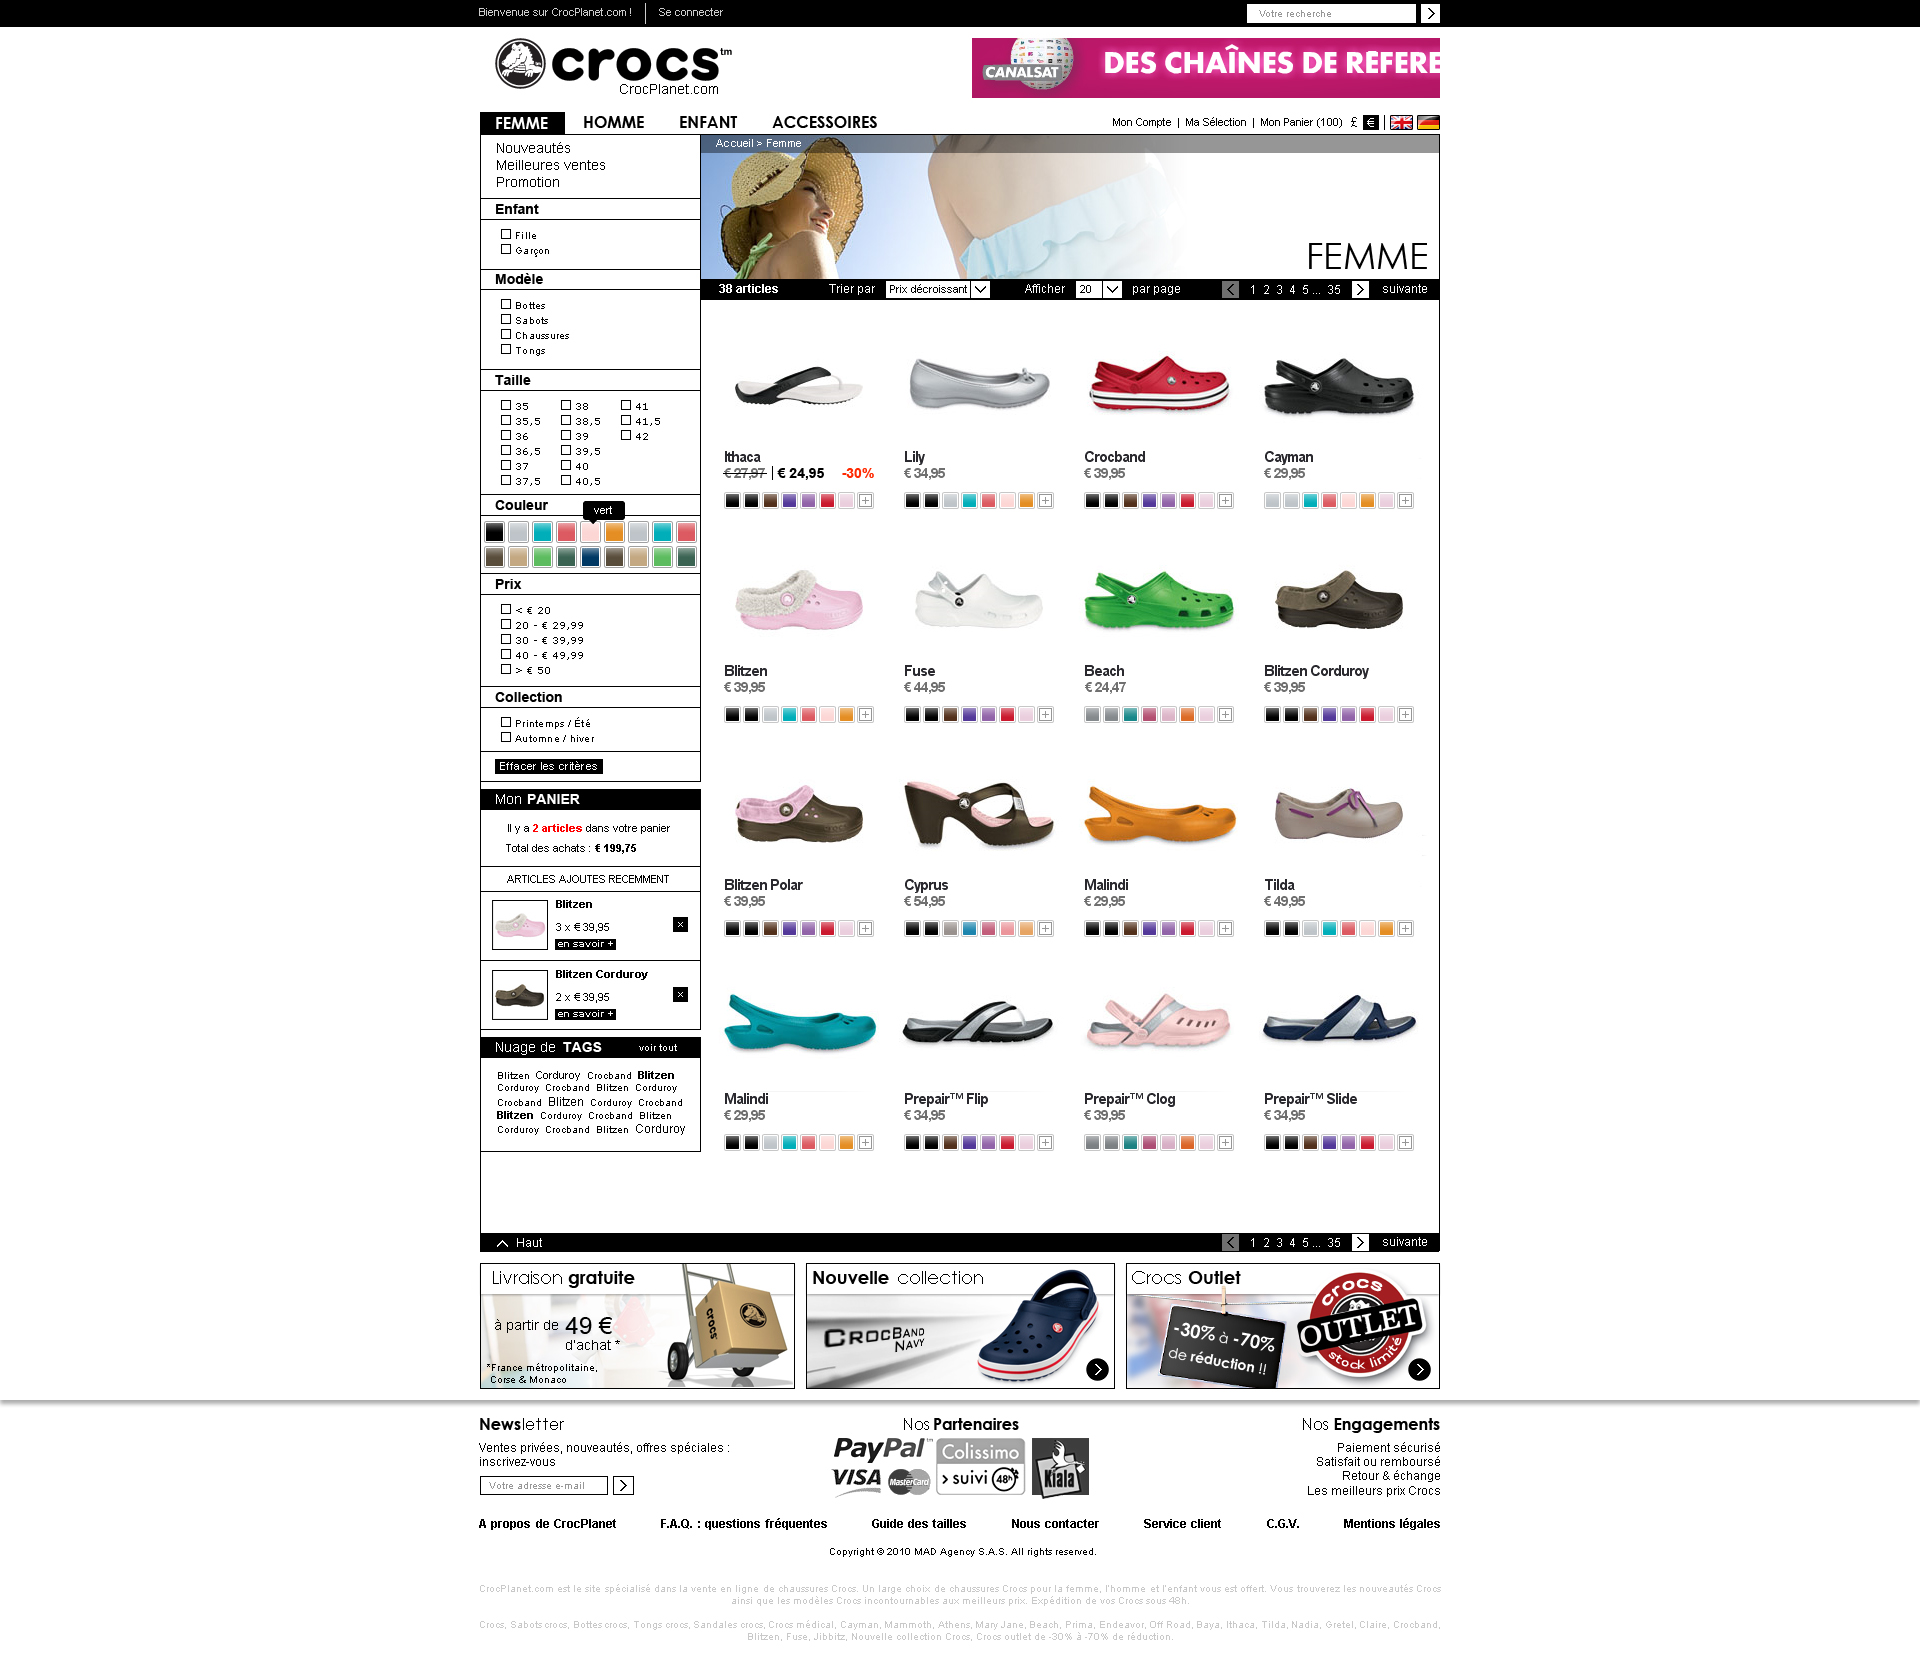 Bienvenue sur CrocPlanet.com ! Se connecter Votre recherche
crocs™
CrocPlanet.com
CANALSAT DES CHAÎNES DE RÉFÉRE
FEMME HOMME ENFANT ACCESSOIRES
Mon Compte | Ma Sélection | Mon Panier (100) £ €
Nouveautés
Meilleures ventes
Promotion
Enfant
Fille
Garçon
Modèle
Bottes
Sabots
Chaussures
Tongs
Taille
35 38 41
35,5 38,5 41,5
36 39 42
36,5 39,5
37 40
37,5 40,5
Couleur
vert
Prix
< € 20
20 - € 29,99
30 - € 39,99
40 - € 49,99
> € 50
Collection
Printemps / Été
Automne / hiver
Effacer les critères
Mon PANIER
Il y a 2 articles dans votre panier
Total des achats : € 199,75
ARTICLES AJOUTES RECEMMENT
Blitzen
3 x € 39,95
en savoir +
Blitzen Corduroy
2 x € 39,95
en savoir +
Nuage de TAGS voir tout
Blitzen Corduroy Crocband Blitzen
Corduroy Crocband Blitzen Corduroy
Crocband Blitzen Corduroy Crocband
Blitzen Corduroy Crocband Blitzen
Corduroy Crocband Blitzen Corduroy
Accueil > Femme
FEMME
38 articles Trier par Prix décroissant Afficher 20 par page < 1 2 3 4 5 ... 35 > suivante
Ithaca Lily Crocband Cayman
€ 27,97 | € 24,95 -30% € 34,95 € 39,95 € 29,95
Blitzen Fuse Beach Blitzen Corduroy
€ 39,95 € 44,95 € 24,47 € 39,95
Blitzen Polar Cyprus Malindi Tilda
€ 39,95 € 54,95 € 29,95 € 49,95
Malindi Prepair™ Flip Prepair™ Clog Prepair™ Slide
€ 29,95 € 34,95 € 39,95 € 34,95
Haut < 1 2 3 4 5 ... 35 > suivante
Livraison gratuite
à partir de 49 €
d'achat *
*France métropolitaine,
Corse & Monaco
crocs
Nouvelle collection
CROCBAND
NAVY
Crocs Outlet
-30% à -70%
de réduction !!
crocs
OUTLET
stock limité
Newsletter
Ventes privées, nouveautés, offres spéciales :
inscrivez-vous
Votre adresse e-mail
Nos Partenaires
PayPal™ Colissimo
VISA MasterCard > suivi 48h Kiala
Nos Engagements
Paiement sécurisé
Satisfait ou remboursé
Retour & échange
Les meilleurs prix Crocs
A propos de CrocPlanet F.A.Q. : questions fréquentes Guide des tailles Nous contacter Service client C.G.V. Mentions légales
Copyright © 2010 MAD Agency S.A.S. All rights reserved.
CrocPlanet.com est le site spécialisé dans la vente en ligne de chaussures Crocs. Un large choix de chaussures Crocs pour la femme, l'homme et l'enfant vous est offert. Vous trouverez les nouveautés Crocs
ainsi que les modèles Crocs incontournables aux meilleurs prix. Expédition de vos Crocs sous 48h.
Crocs, Sabots crocs, Bottes crocs, Tongs crocs, Sandales crocs, Crocs médical, Cayman, Mammoth, Athens, Mary Jane, Beach, Prima, Endeavor, Off Road, Baya, Ithaca, Tilda, Nadia, Gretel, Claire, Crocband,
Blitzen, Fuse, Jibbitz, Nouvelle collection Crocs, Crocs outlet de -30% à -70% de réduction.